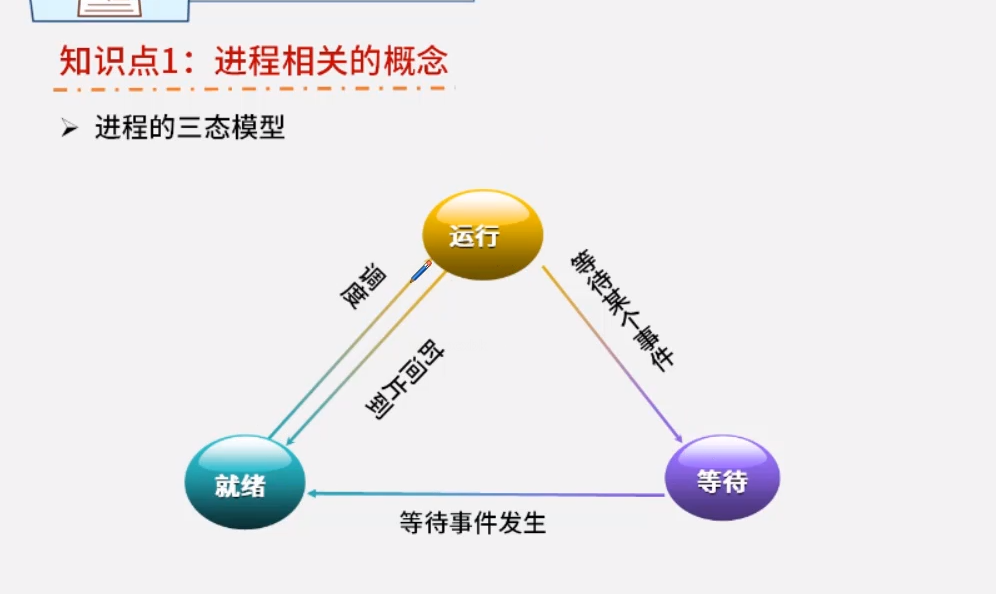 知识点1：进程相关的概念
进程的三态模型
运行
调度
等待某个事件
时间片到
就绪
等待
等待事件发生